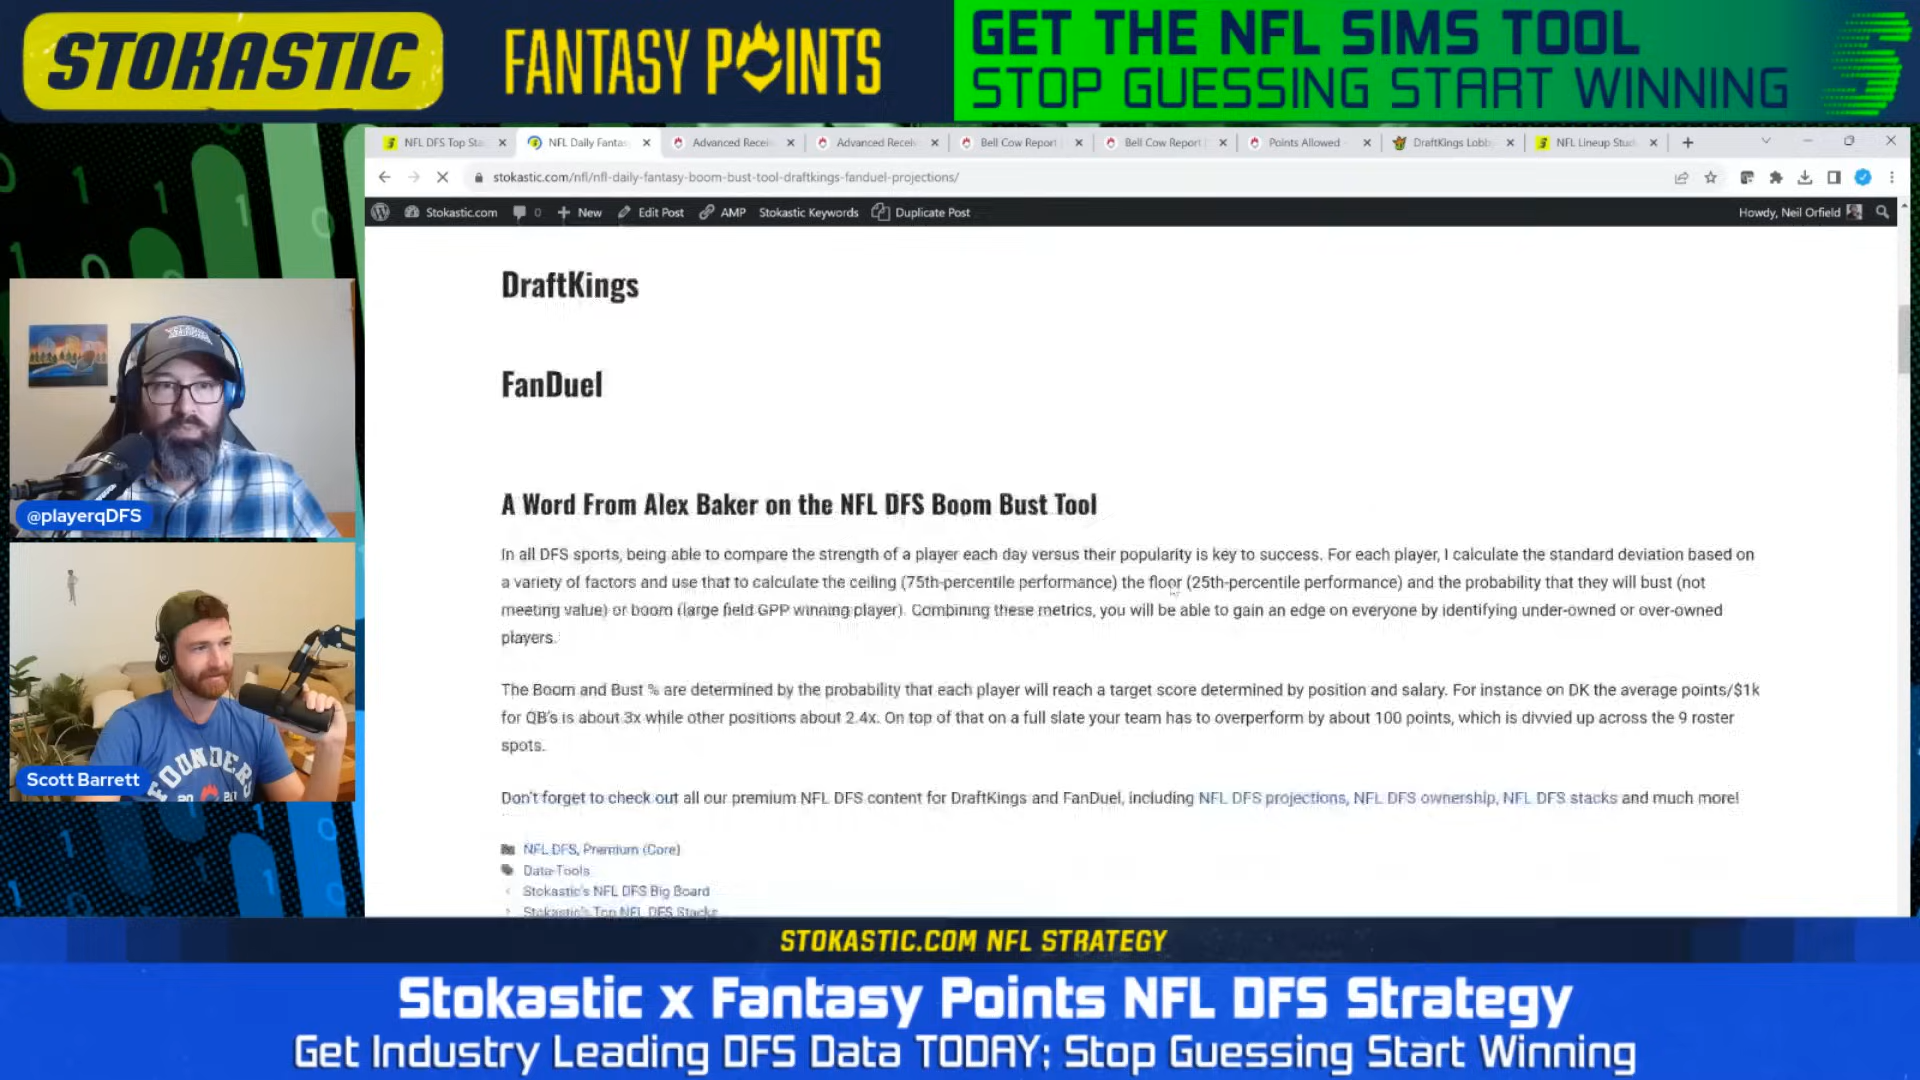 STOKASTIC
FANTASY POINTS
GET THE NFL SIMS TOOL
STOP GUESSING START WINNING
NFL DFS Top Sta
NFL Daily Fantas
Advanced Recei
Advanced Recei
Bell Cow Report
Bell Cow Report
Points Allowed
DraftKings Lobb
NFL Lineup Stud
stokastic.com/nfl/nfl-daily-fantasy-boom-bust-tool-draftkings-fanduel-projections/
Stokastic.com 0 New Edit Post AMP Stokastic Keywords Duplicate Post Howdy, Neil Orfield
DraftKings
FanDuel
A Word From Alex Baker on the NFL DFS Boom Bust Tool
In all DFS sports, being able to compare the strength of a player each day versus their popularity is key to success. For each player, I calculate the standard deviation based on
a variety of factors and use that to calculate the ceiling (75th-percentile performance) the floor (25th-percentile performance) and the probability that they will bust (not
meeting value) or boom (large field GPP winning player). Combining these metrics, you will be able to gain an edge on everyone by identifying under-owned or over-owned
players.
The Boom and Bust % are determined by the probability that each player will reach a target score determined by position and salary. For instance on DK the average points/$1k
for QB's is about 3x while other positions about 2.4x. On top of that on a full slate your team has to overperform by about 100 points, which is divvied up across the 9 roster
spots.
Don't forget to check out all our premium NFL DFS content for DraftKings and FanDuel, including NFL DFS projections, NFL DFS ownership, NFL DFS stacks and much more!
NFL DFS, Premium (Core)
Data-Tools
Stokastic's NFL DFS Big Board
Stokastic's Top NFL DFS Stacks
@playerqDFS
FOUNDERS
Scott Barrett
STOKASTIC.COM NFL STRATEGY
Stokastic x Fantasy Points NFL DFS Strategy
Get Industry Leading DFS Data TODAY; Stop Guessing Start Winning